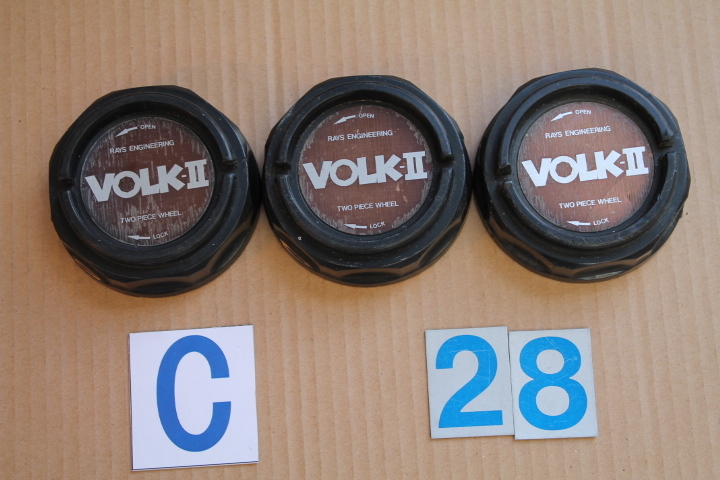 OPEN
RAYS ENGINEERING
VOLK-II
TWO PIECE WHEEL
LOCK
OPEN
RAYS ENGINEERING
VOLK-II
TWO PIECE WHEEL
LOCK
OPEN
RAYS ENGINEERING
VOLK-II
TWO PIECE WHEEL
LOCK
C
28